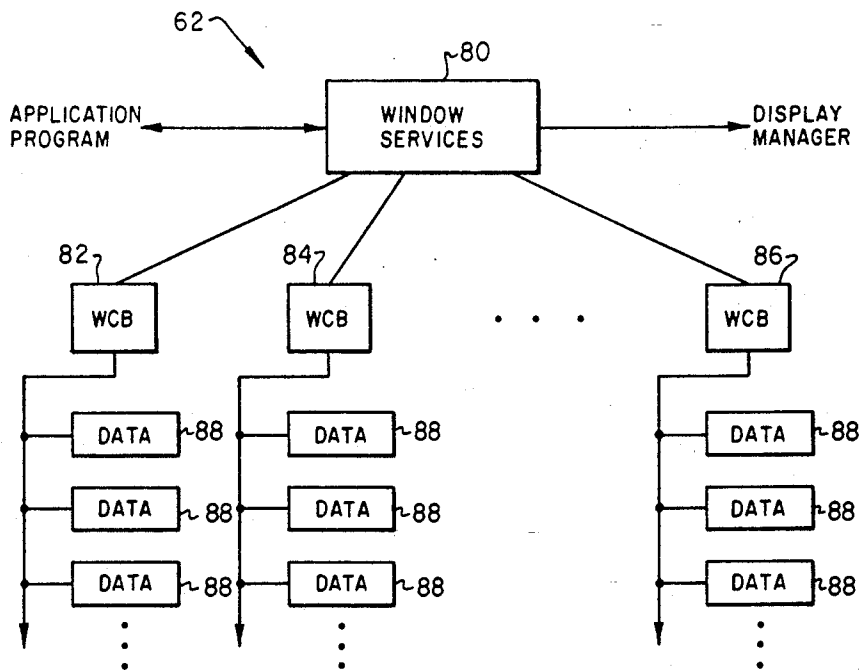 62
80
APPLICATION
PROGRAM
WINDOW
SERVICES
DISPLAY
MANAGER
82
84
86
WCB
WCB
. . .
WCB
DATA 88
DATA 88
DATA 88
DATA 88
DATA 88
DATA 88
DATA 88
DATA 88
DATA 88